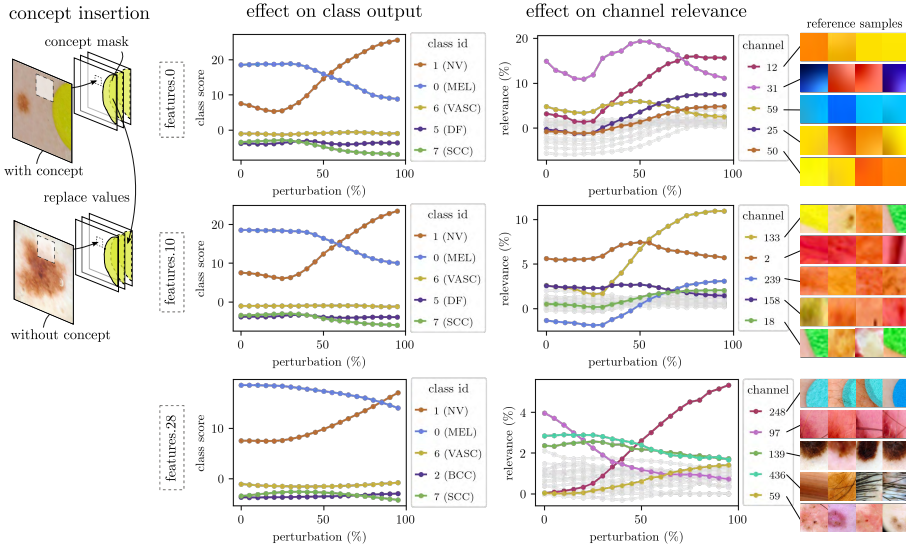 concept insertion
effect on class output
effect on channel relevance
reference samples
concept mask
with concept
replace values
without concept
features.0
class score
20
10
0
0
50
100
perturbation (%)
class id
1 (NV)
0 (MEL)
6 (VASC)
5 (DF)
7 (SCC)
relevance (%)
20
10
0
0
50
100
perturbation (%)
channel
12
31
59
25
50
features.10
class score
20
10
0
0
50
100
perturbation (%)
class id
1 (NV)
0 (MEL)
6 (VASC)
5 (DF)
7 (SCC)
relevance (%)
10
5
0
0
50
100
perturbation (%)
channel
133
2
239
158
18
features.28
class score
10
0
0
50
100
perturbation (%)
class id
1 (NV)
0 (MEL)
6 (VASC)
2 (BCC)
7 (SCC)
relevance (%)
4
2
0
0
50
100
perturbation (%)
channel
248
97
139
436
59